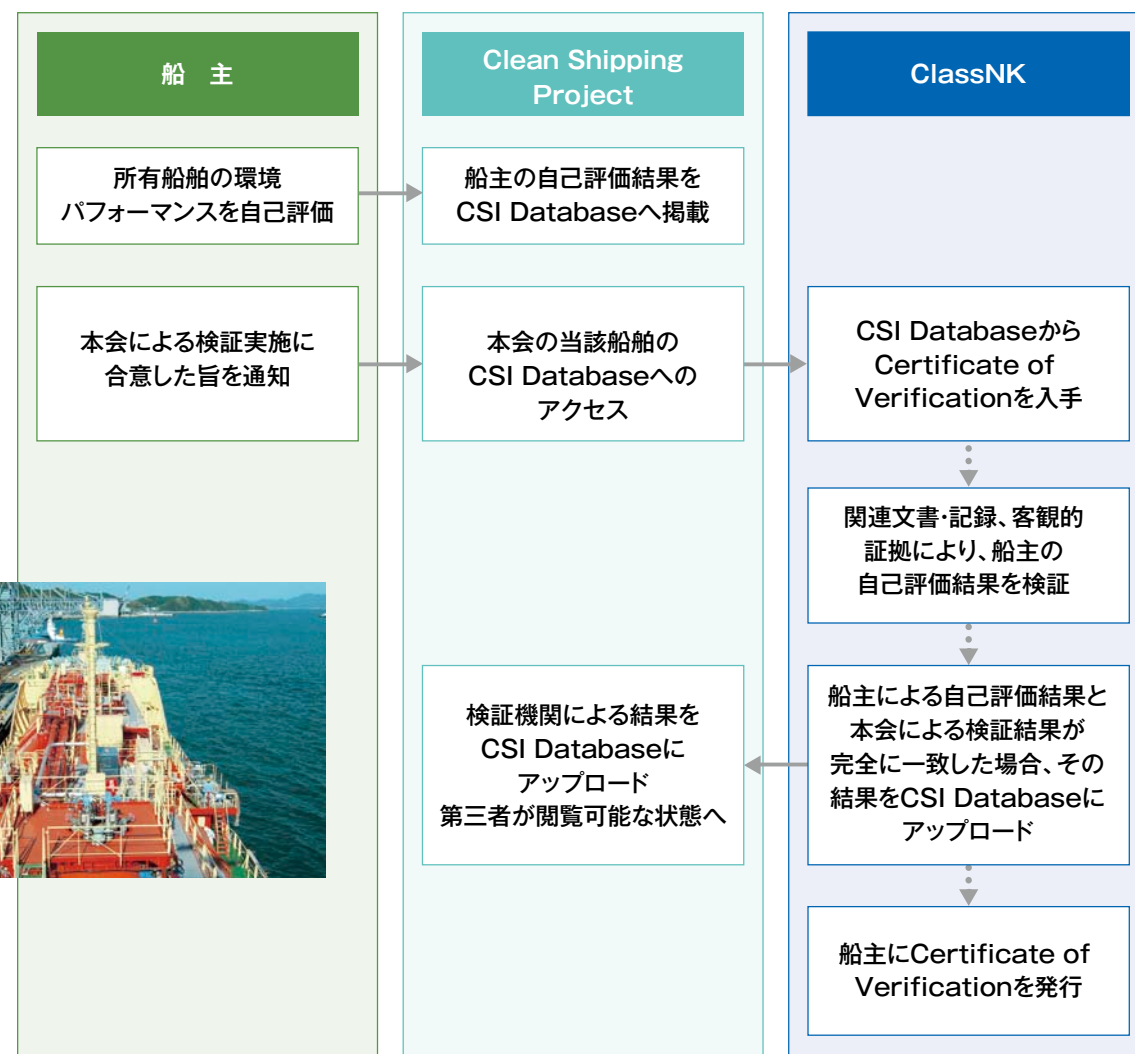 船　主
Clean Shipping
Project
ClassNK
所有船舶の環境
パフォーマンスを自己評価
船主の自己評価結果を
CSI Databaseへ掲載
本会による検証実施に
合意した旨を通知
本会の当該船舶の
CSI Databaseへの
アクセス
CSI Databaseから
Certificate of
Verificationを入手
関連文書・記録、客観的
証拠により、船主の
自己評価結果を検証
検証機関による結果を
CSI Databaseに
アップロード
第三者が閲覧可能な状態へ
船主による自己評価結果と
本会による検証結果が
完全に一致した場合、その
結果をCSI Databaseに
アップロード
船主にCertificate of
Verificationを発行